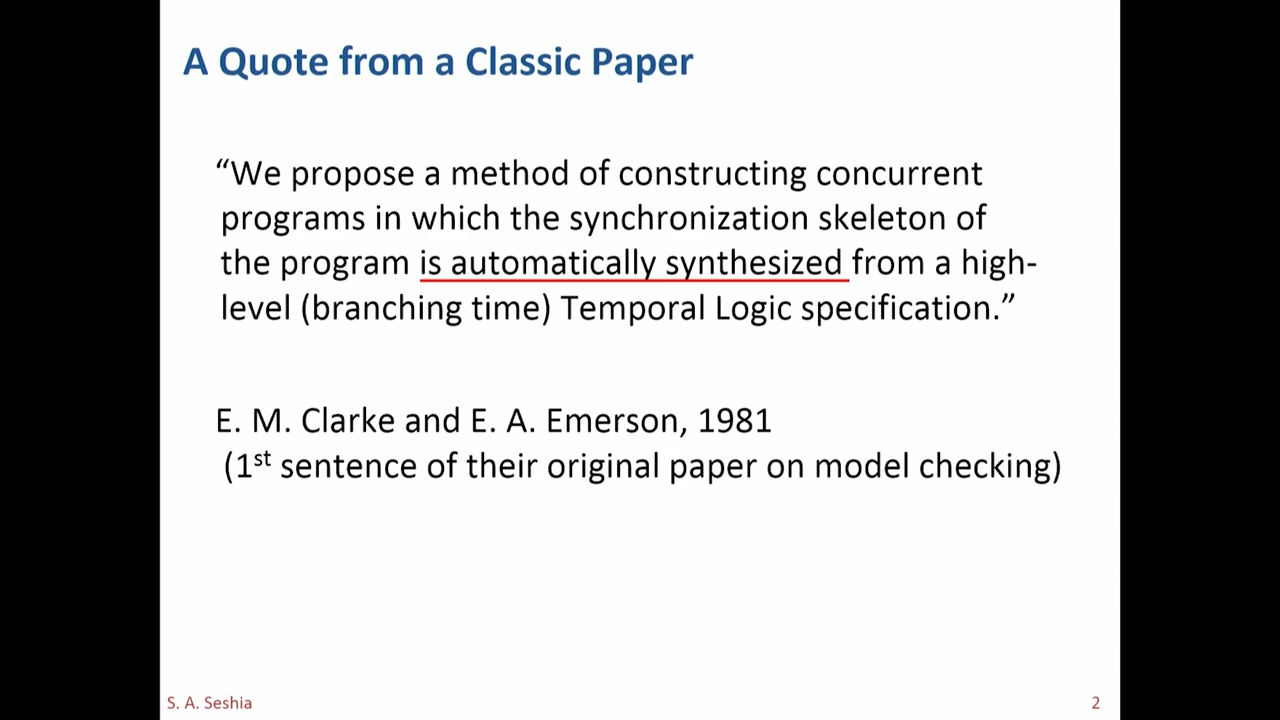 A Quote from a Classic Paper
“We propose a method of constructing concurrent
programs in which the synchronization skeleton of
the program is automatically synthesized from a high-
level (branching time) Temporal Logic specification.”
E. M. Clarke and E. A. Emerson, 1981
(1st sentence of their original paper on model checking)
S. A. Seshia
2